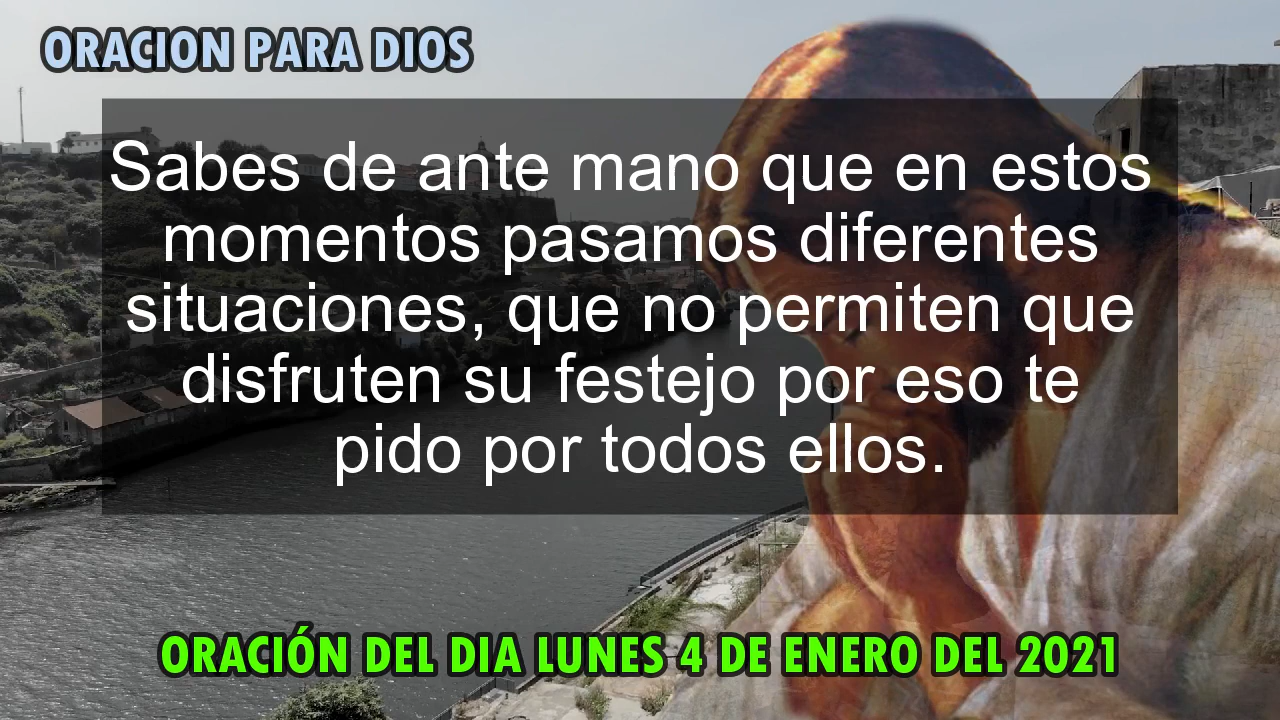 ORACION PARA DIOS
Sabes de ante mano que en estos
momentos pasamos diferentes
situaciones, que no permiten que
disfruten su festejo por eso te
pido por todos ellos.
ORACIÓN DEL DIA LUNES 4 DE ENERO DEL 2021